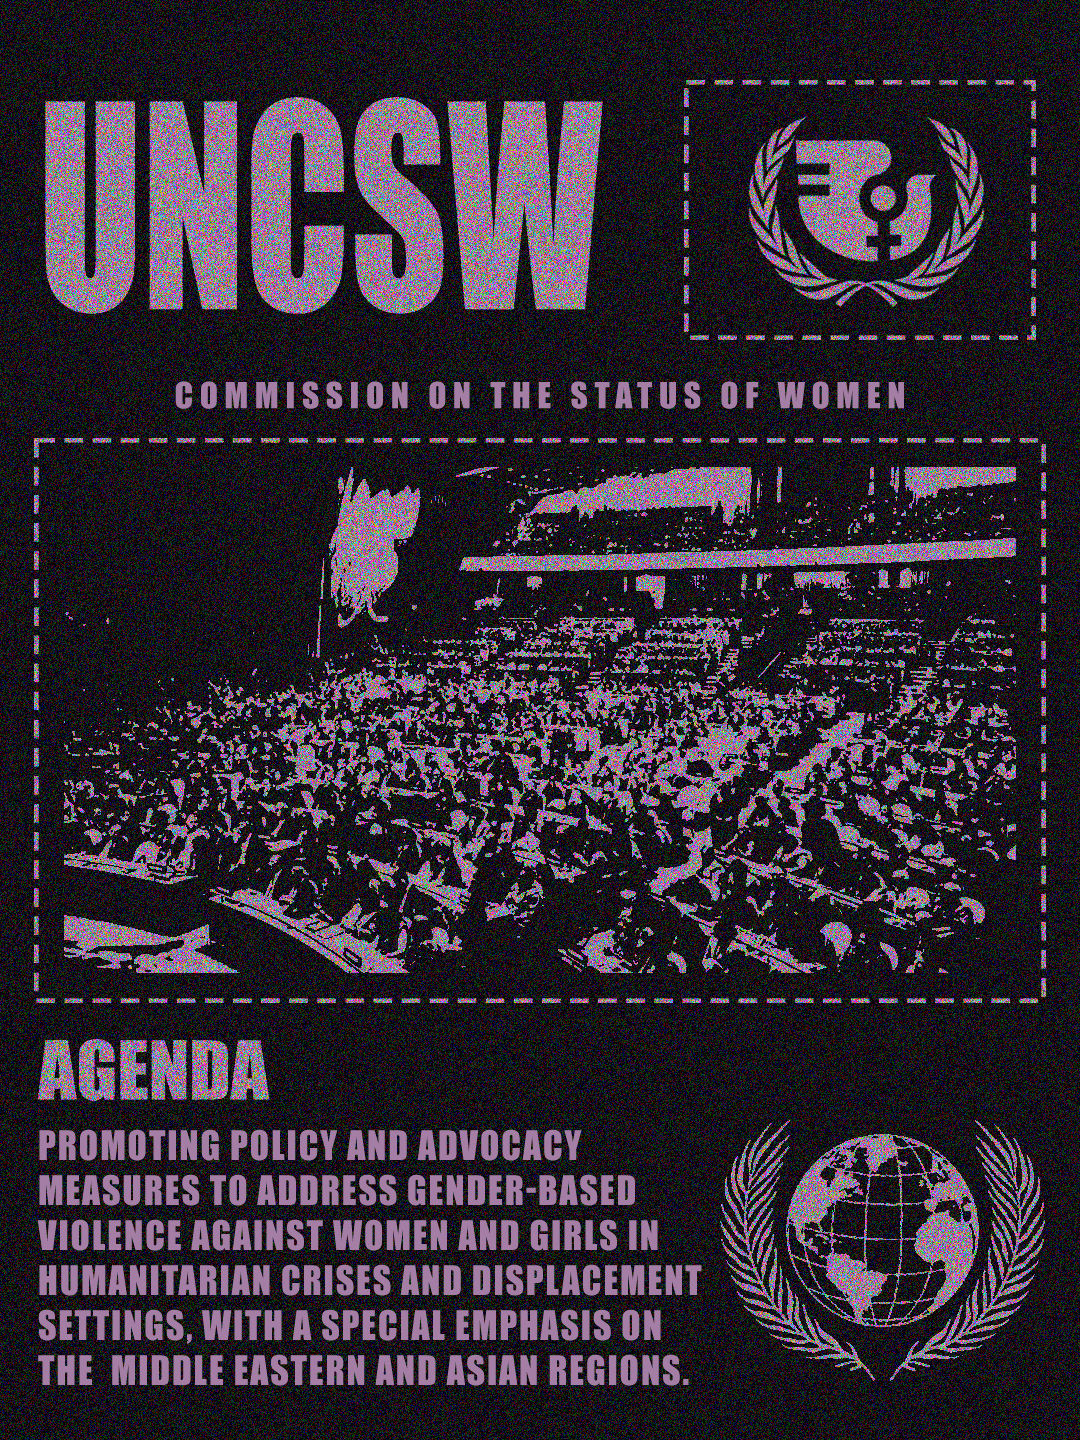 UNCSW
COMMISSION ON THE STATUS OF WOMEN
AGENDA
PROMOTING POLICY AND ADVOCACY
MEASURES TO ADDRESS GENDER-BASED
VIOLENCE AGAINST WOMEN AND GIRLS IN
HUMANITARIAN CRISES AND DISPLACEMENT
SETTINGS, WITH A SPECIAL EMPHASIS ON
THE MIDDLE EASTERN AND ASIAN REGIONS.